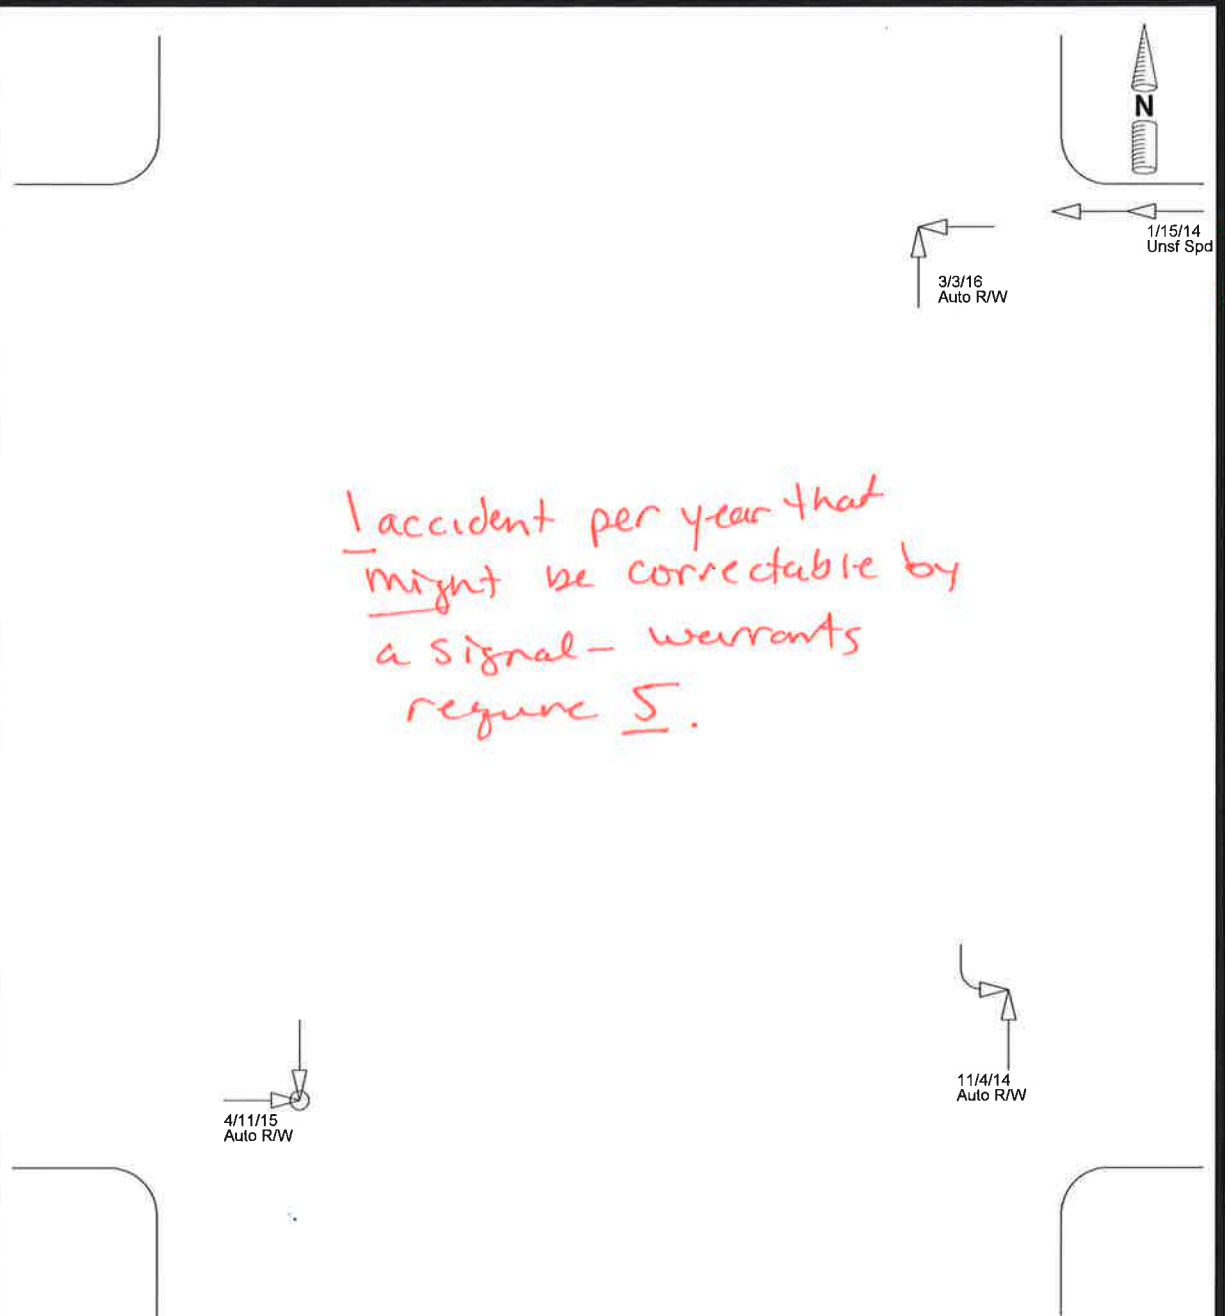 N
1/15/14
Unsf Spd
3/3/16
Auto R/W
1 accident per year that
might be correctable by
a signal - warrants
require 5.
11/4/14
Auto R/W
4/11/15
Auto R/W